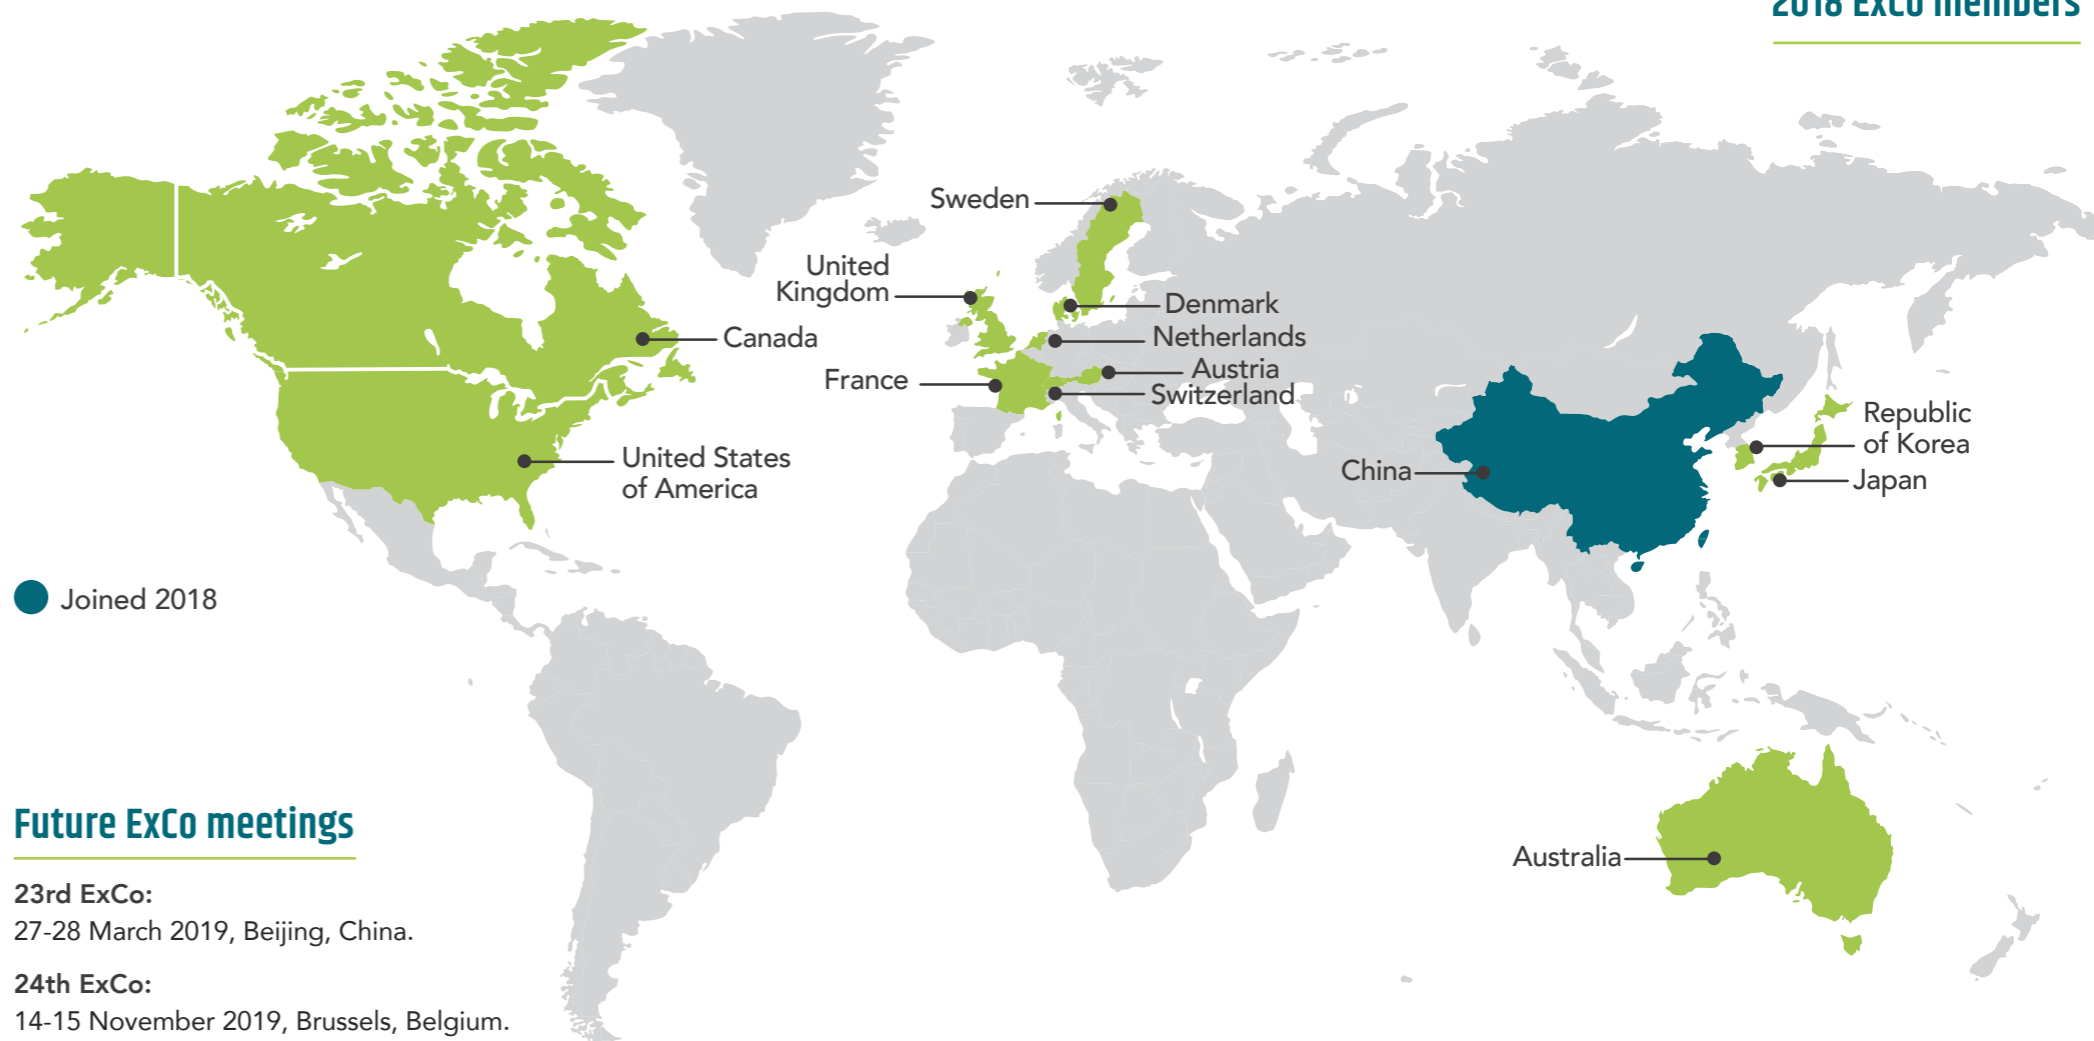 2018 ExCo members
Sweden
United
Kingdom
Denmark
Netherlands
Canada
Austria
France
Switzerland
Republic
of Korea
United States
of America
China
Japan
Joined 2018
Future ExCo meetings
Australia
23rd ExCo:
27-28 March 2019, Beijing, China.
24th ExCo:
14-15 November 2019, Brussels, Belgium.